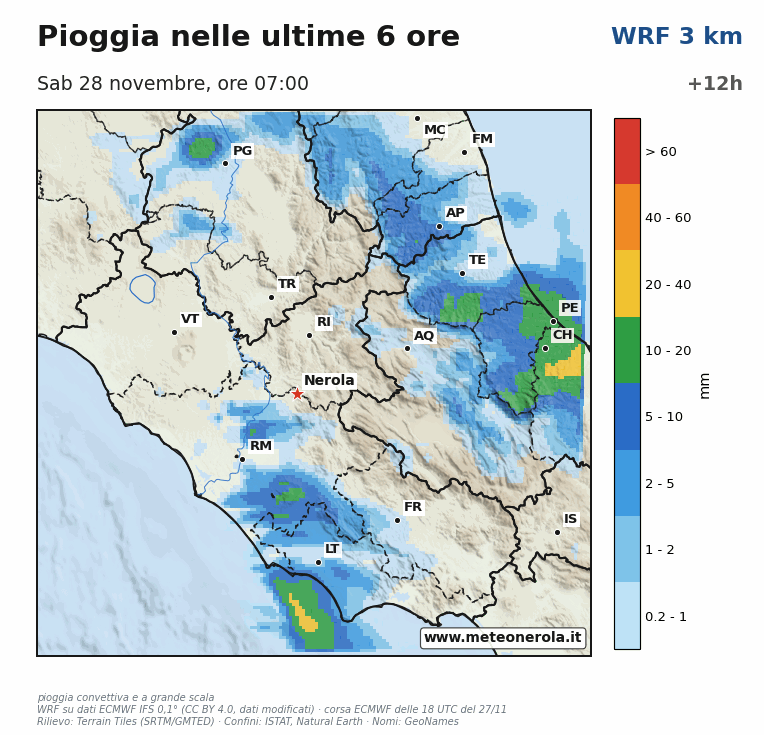 Pioggia nelle ultime 6 ore
WRF 3 km
Sab 28 novembre, ore 07:00
+12h
MC
FM
PG
AP
TE
TR
PE
VT
RI
AQ
CH
Nerola
RM
FR
IS
LT
www.meteonerola.it
> 60
40 - 60
20 - 40
10 - 20
5 - 10
2 - 5
1 - 2
0.2 - 1
mm
pioggia convettiva e a grande scala
WRF su dati ECMWF IFS 0,1° (CC BY 4.0, dati modificati) · corsa ECMWF delle 18 UTC del 27/11
Rilievo: Terrain Tiles (SRTM/GMTED) · Confini: ISTAT, Natural Earth · Nomi: GeoNames